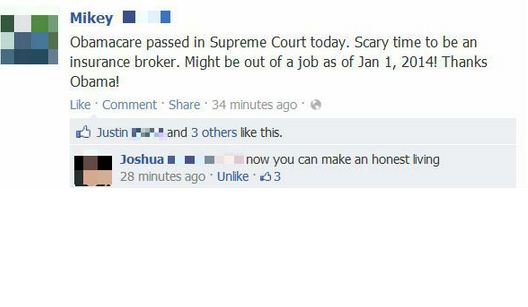 Mikey
Obamacare passed in Supreme Court today. Scary time to be an
insurance broker. Might be out of a job as of Jan 1, 2014! Thanks
Obama!
Like · Comment · Share · 34 minutes ago ·
Justin and 3 others like this.
Joshua now you can make an honest living
28 minutes ago · Unlike · 3